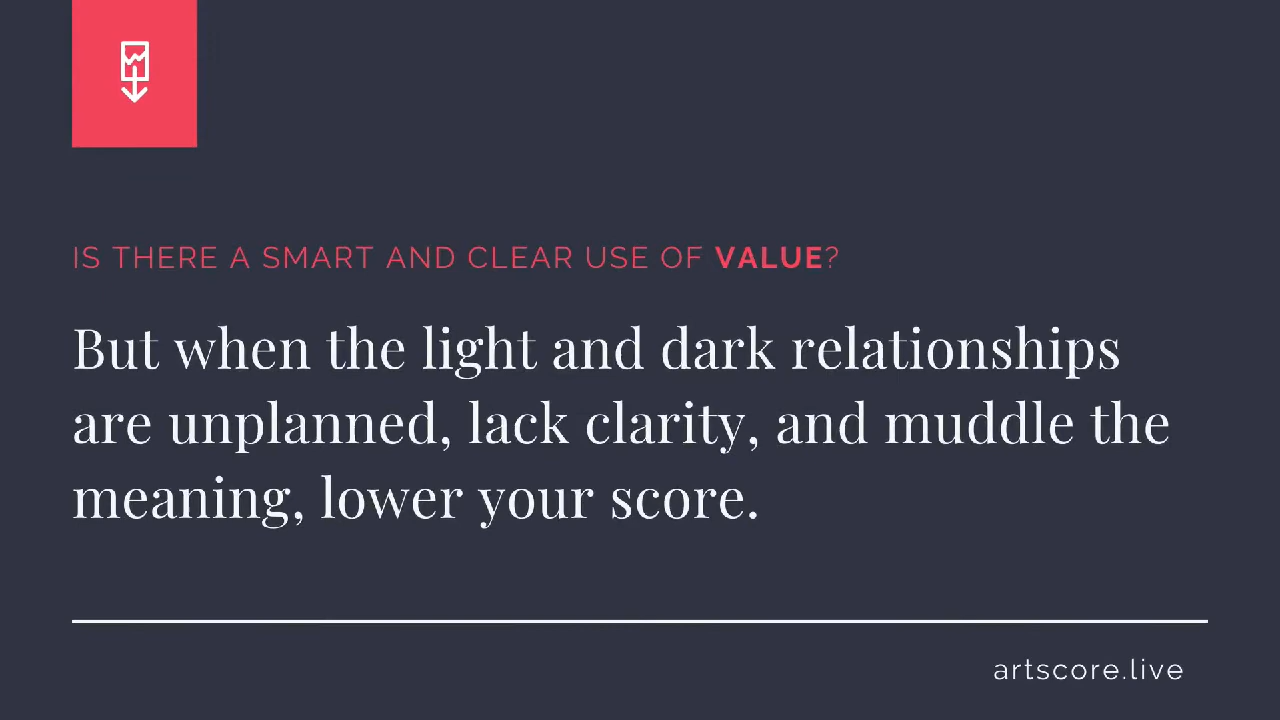 IS THERE A SMART AND CLEAR USE OF VALUE?
But when the light and dark relationships
are unplanned, lack clarity, and muddle the
meaning, lower your score.
artscore.live